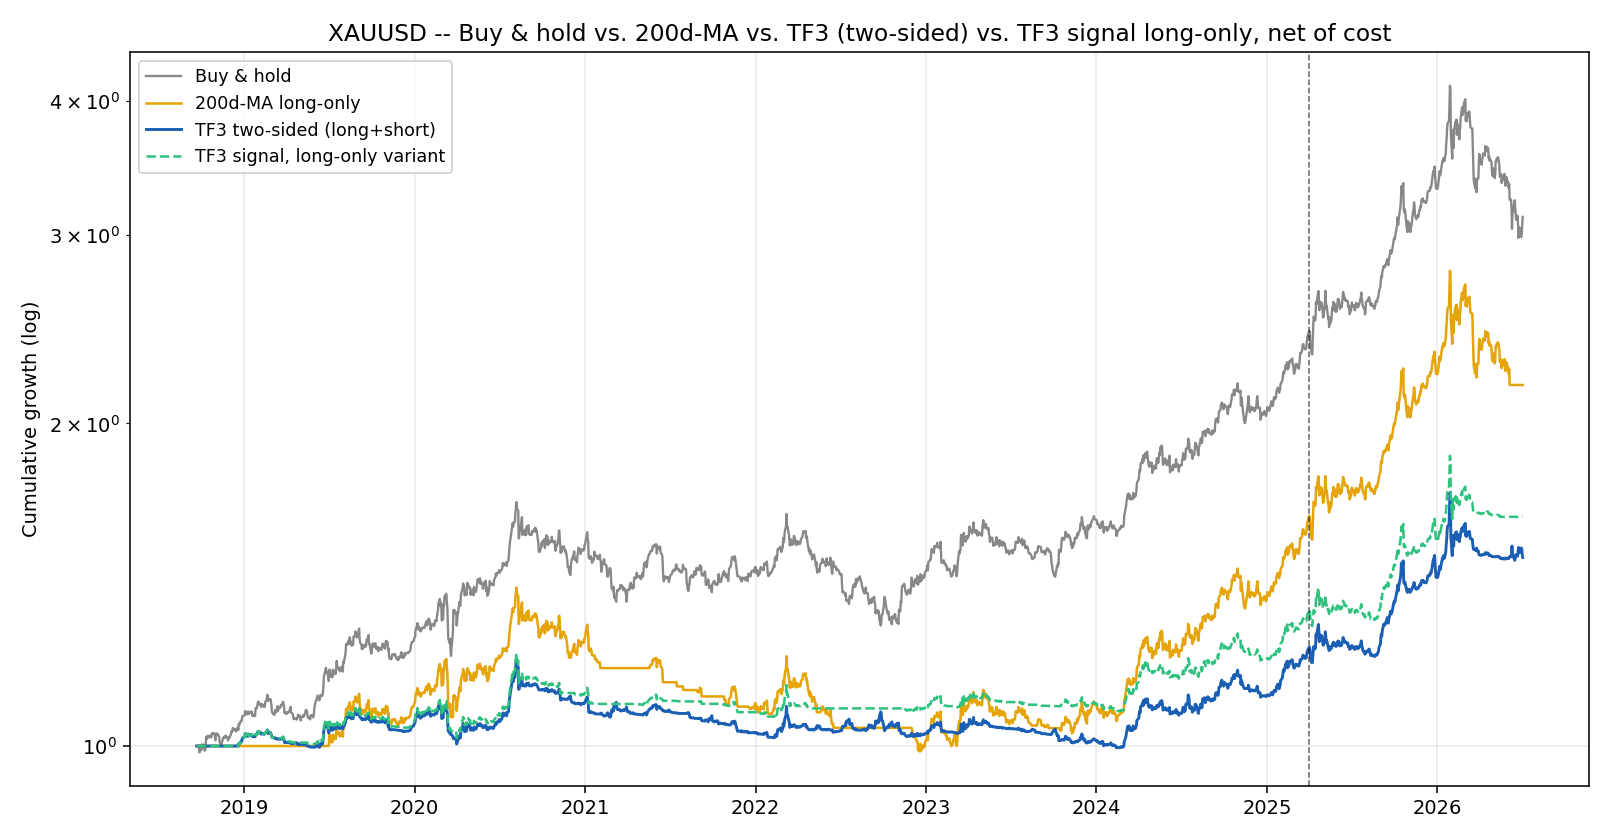 XAUUSD -- Buy & hold vs. 200d-MA vs. TF3 (two-sided) vs. TF3 signal long-only, net of cost
Buy & hold
200d-MA long-only
TF3 two-sided (long+short)
TF3 signal, long-only variant
Cumulative growth (log)
4 × 10⁰
3 × 10⁰
2 × 10⁰
10⁰
2019 2020 2021 2022 2023 2024 2025 2026